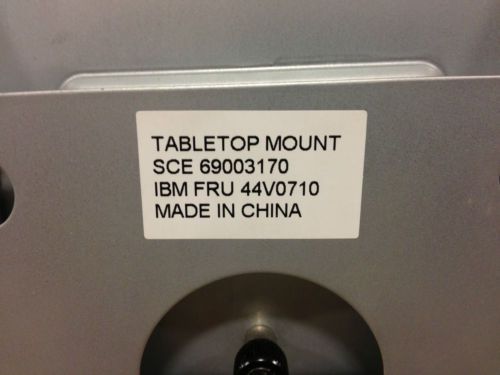 TABLETOP MOUNT
SCE 69003170
IBM FRU 44V0710
MADE IN CHINA